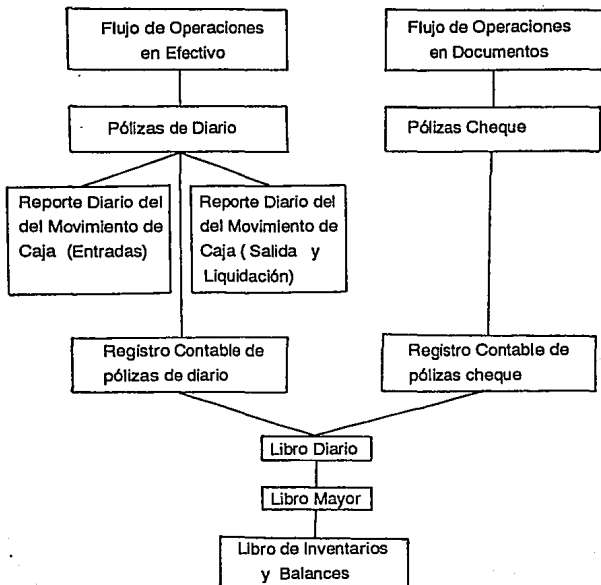 Flujo de Operaciones
en Efectivo
Flujo de Operaciones
en Documentos
Pólizas de Diario
Pólizas Cheque
Reporte Diario del
del Movimiento de
Caja (Entradas)
Reporte Diario del
del Movimiento de
Caja ( Salida y
Liquidación)
Registro Contable de
pólizas de diario
Registro Contable de
pólizas cheque
Libro Diario
Libro Mayor
Libro de Inventarios
y Balances